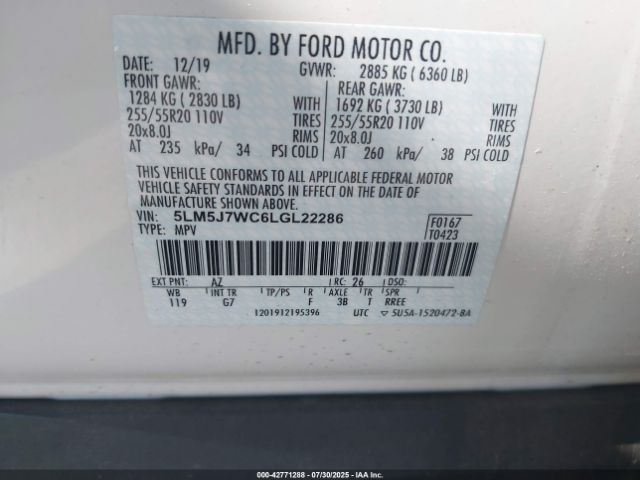 MFD. BY FORD MOTOR CO.
DATE: 12/19 GVWR: 2885 KG ( 6360 LB)
FRONT GAWR: REAR GAWR:
1284 KG ( 2830 LB) WITH 1692 KG ( 3730 LB) WITH
255/55R20 110V TIRES 255/55R20 110V TIRES
20x8.0J RIMS 20x8.0J RIMS
AT 235 kPa/ 34 PSI COLD AT 260 kPa/ 38 PSI COLD
THIS VEHICLE CONFORMS TO ALL APPLICABLE FEDERAL MOTOR
VEHICLE SAFETY STANDARDS IN EFFECT ON THE DATE OF
MANUFACTURE SHOWN ABOVE.
VIN: 5LM5J7WC6LGL22286 F0167
TYPE: MPV T0423
EXT PNT: AZ RC: 26 DSO:
WB INT TR TP/PS R AXLE TR SPR
119 G7 F 3B T RREE
1201912195396 UTC ▽ 5U5A-1520472-BA
000-42771288 - 07/30/2025 - IAAI.COM